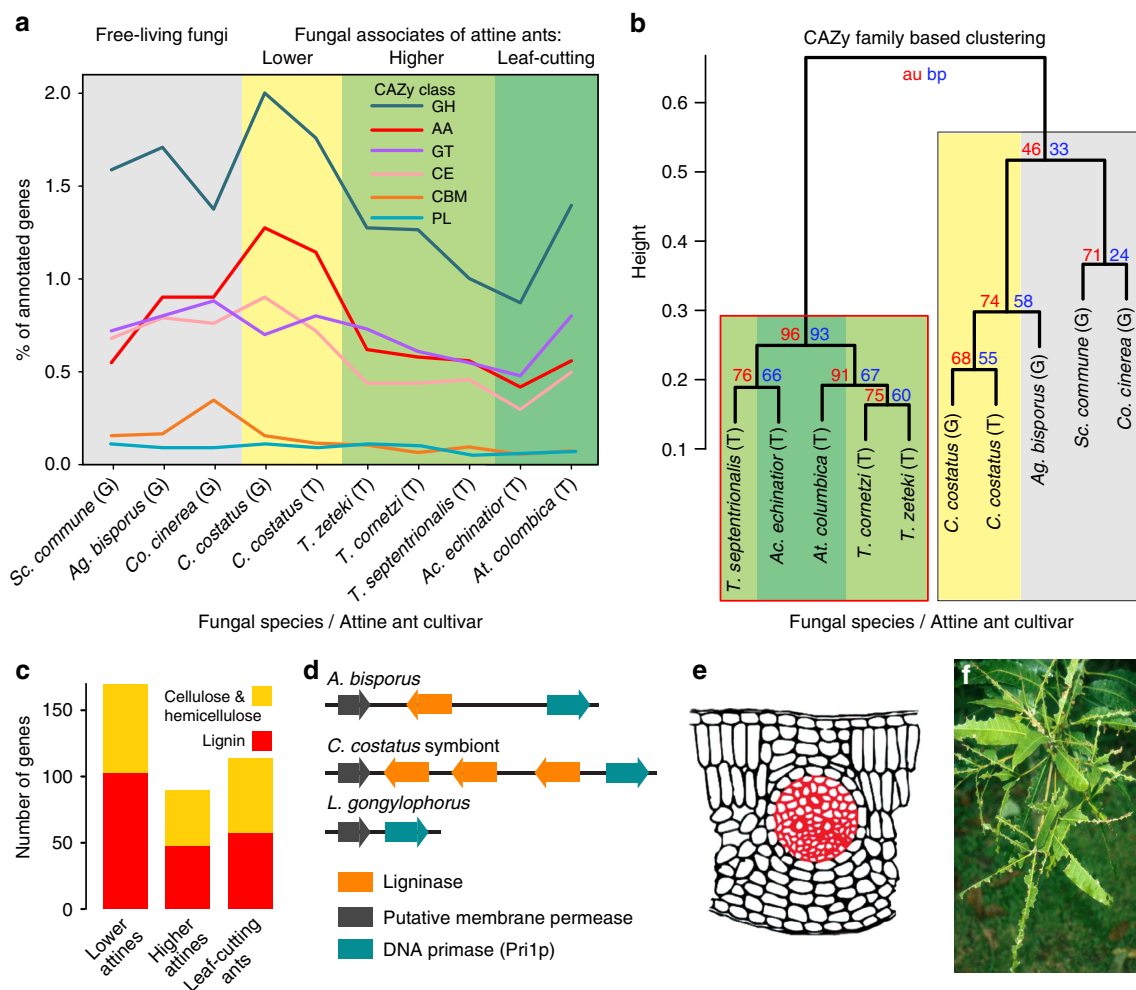 a
Free-living fungi
Fungal associates of attine ants:
Lower
Higher
Leaf-cutting
CAZy class
GH
AA
GT
CE
CBM
PL
% of annotated genes
2.0
1.5
1.0
0.5
0.0
Sc. commune (G)
Ag. bisporus (G)
Co. cinerea (G)
C. costatus (G)
C. costatus (T)
T. zeteki (T)
T. cornetzi (T)
T. septentrionalis (T)
Ac. echinatior (T)
At. colombica (T)
Fungal species / Attine ant cultivar
b
CAZy family based clustering
au bp
Height
0.6
0.5
0.4
0.3
0.2
0.1
46 33
71 24
74 58
68 55
96 93
76 66
91 67
75 60
T. septentrionalis (T)
Ac. echinatior (T)
At. columbica (T)
T. cornetzi (T)
T. zeteki (T)
C. costatus (G)
C. costatus (T)
Ag. bisporus (G)
Sc. commune (G)
Co. cinerea (G)
Fungal species / Attine ant cultivar
c
Cellulose &
hemicellulose
Lignin
Number of genes
150
100
50
0
Lower
attines
Higher
attines
Leaf-cutting
ants
d
A. bisporus
C. costatus symbiont
L. gongylophorus
Ligninase
Putative membrane permease
DNA primase (Pri1p)
e
f